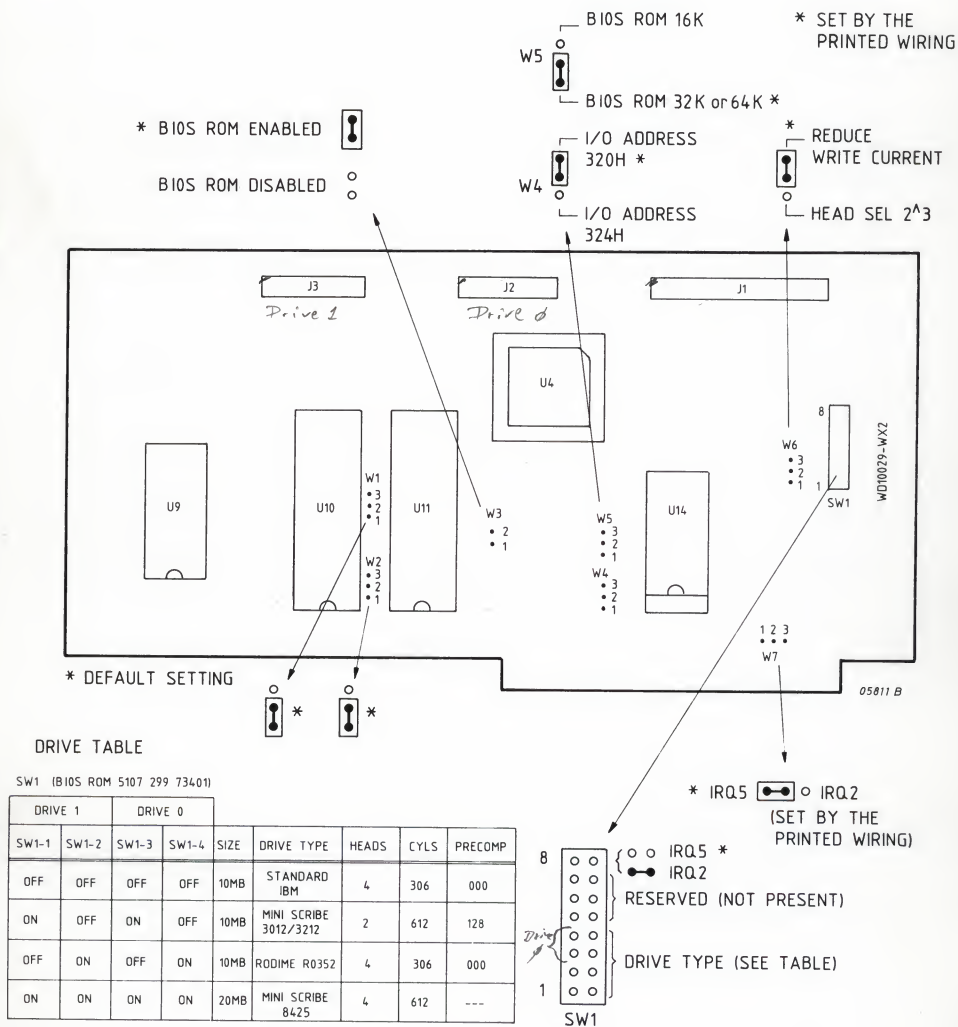 BIOS ROM 16K
* SET BY THE
PRINTED WIRING
W5
BIOS ROM 32K or 64K *
* BIOS ROM ENABLED
BIOS ROM DISABLED
I/O ADDRESS
320H *
W4
I/O ADDRESS
324H
*
REDUCE
WRITE CURRENT
HEAD SEL 2^3
J3
J2
J1
Drive 1
Drive 0
U4
8
W6
3
2
1
1
SW1
WD10029-WX2
U9
U10
W1
3
2
1
U11
W2
3
2
1
W3
2
1
W5
3
2
1
W4
3
2
1
U14
1 2 3
W7
05811 B
* DEFAULT SETTING
*
*
DRIVE TABLE
SW1 (BIOS ROM 5107 299 73401)
DRIVE 1 DRIVE 0
SW1-1 SW1-2 SW1-3 SW1-4 SIZE DRIVE TYPE HEADS CYLS PRECOMP
OFF OFF OFF OFF 10MB STANDARD IBM 4 306 000
ON OFF ON OFF 10MB MINI SCRIBE 3012/3212 2 612 128
OFF ON OFF ON 10MB RODIME RO352 4 306 000
ON ON ON ON 20MB MINI SCRIBE 8425 4 612 ---
* IRQ5 IRQ2
(SET BY THE
PRINTED WIRING)
8
IRQ5 *
IRQ2
RESERVED (NOT PRESENT)
DRIVE TYPE (SEE TABLE)
1
SW1